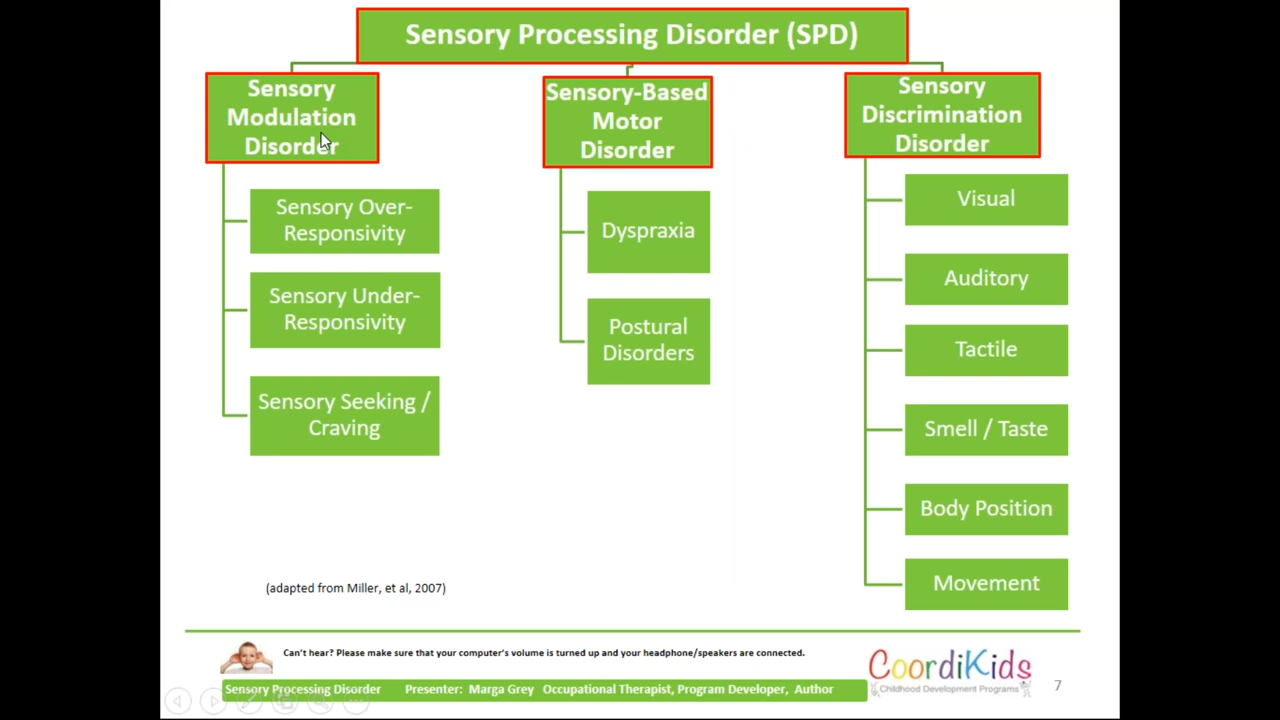 Sensory Processing Disorder (SPD)
Sensory
Modulation
Disorder
Sensory Over-
Responsivity
Sensory Under-
Responsivity
Sensory Seeking /
Craving
Sensory-Based
Motor
Disorder
Dyspraxia
Postural
Disorders
Sensory
Discrimination
Disorder
Visual
Auditory
Tactile
Smell / Taste
Body Position
Movement
(adapted from Miller, et al, 2007)
Can't hear? Please make sure that your computer's volume is turned up and your headphone/speakers are connected.
Sensory Processing Disorder Presenter: Marga Grey Occupational Therapist, Program Developer, Author
CoordiKids
Childhood Development Programs
7